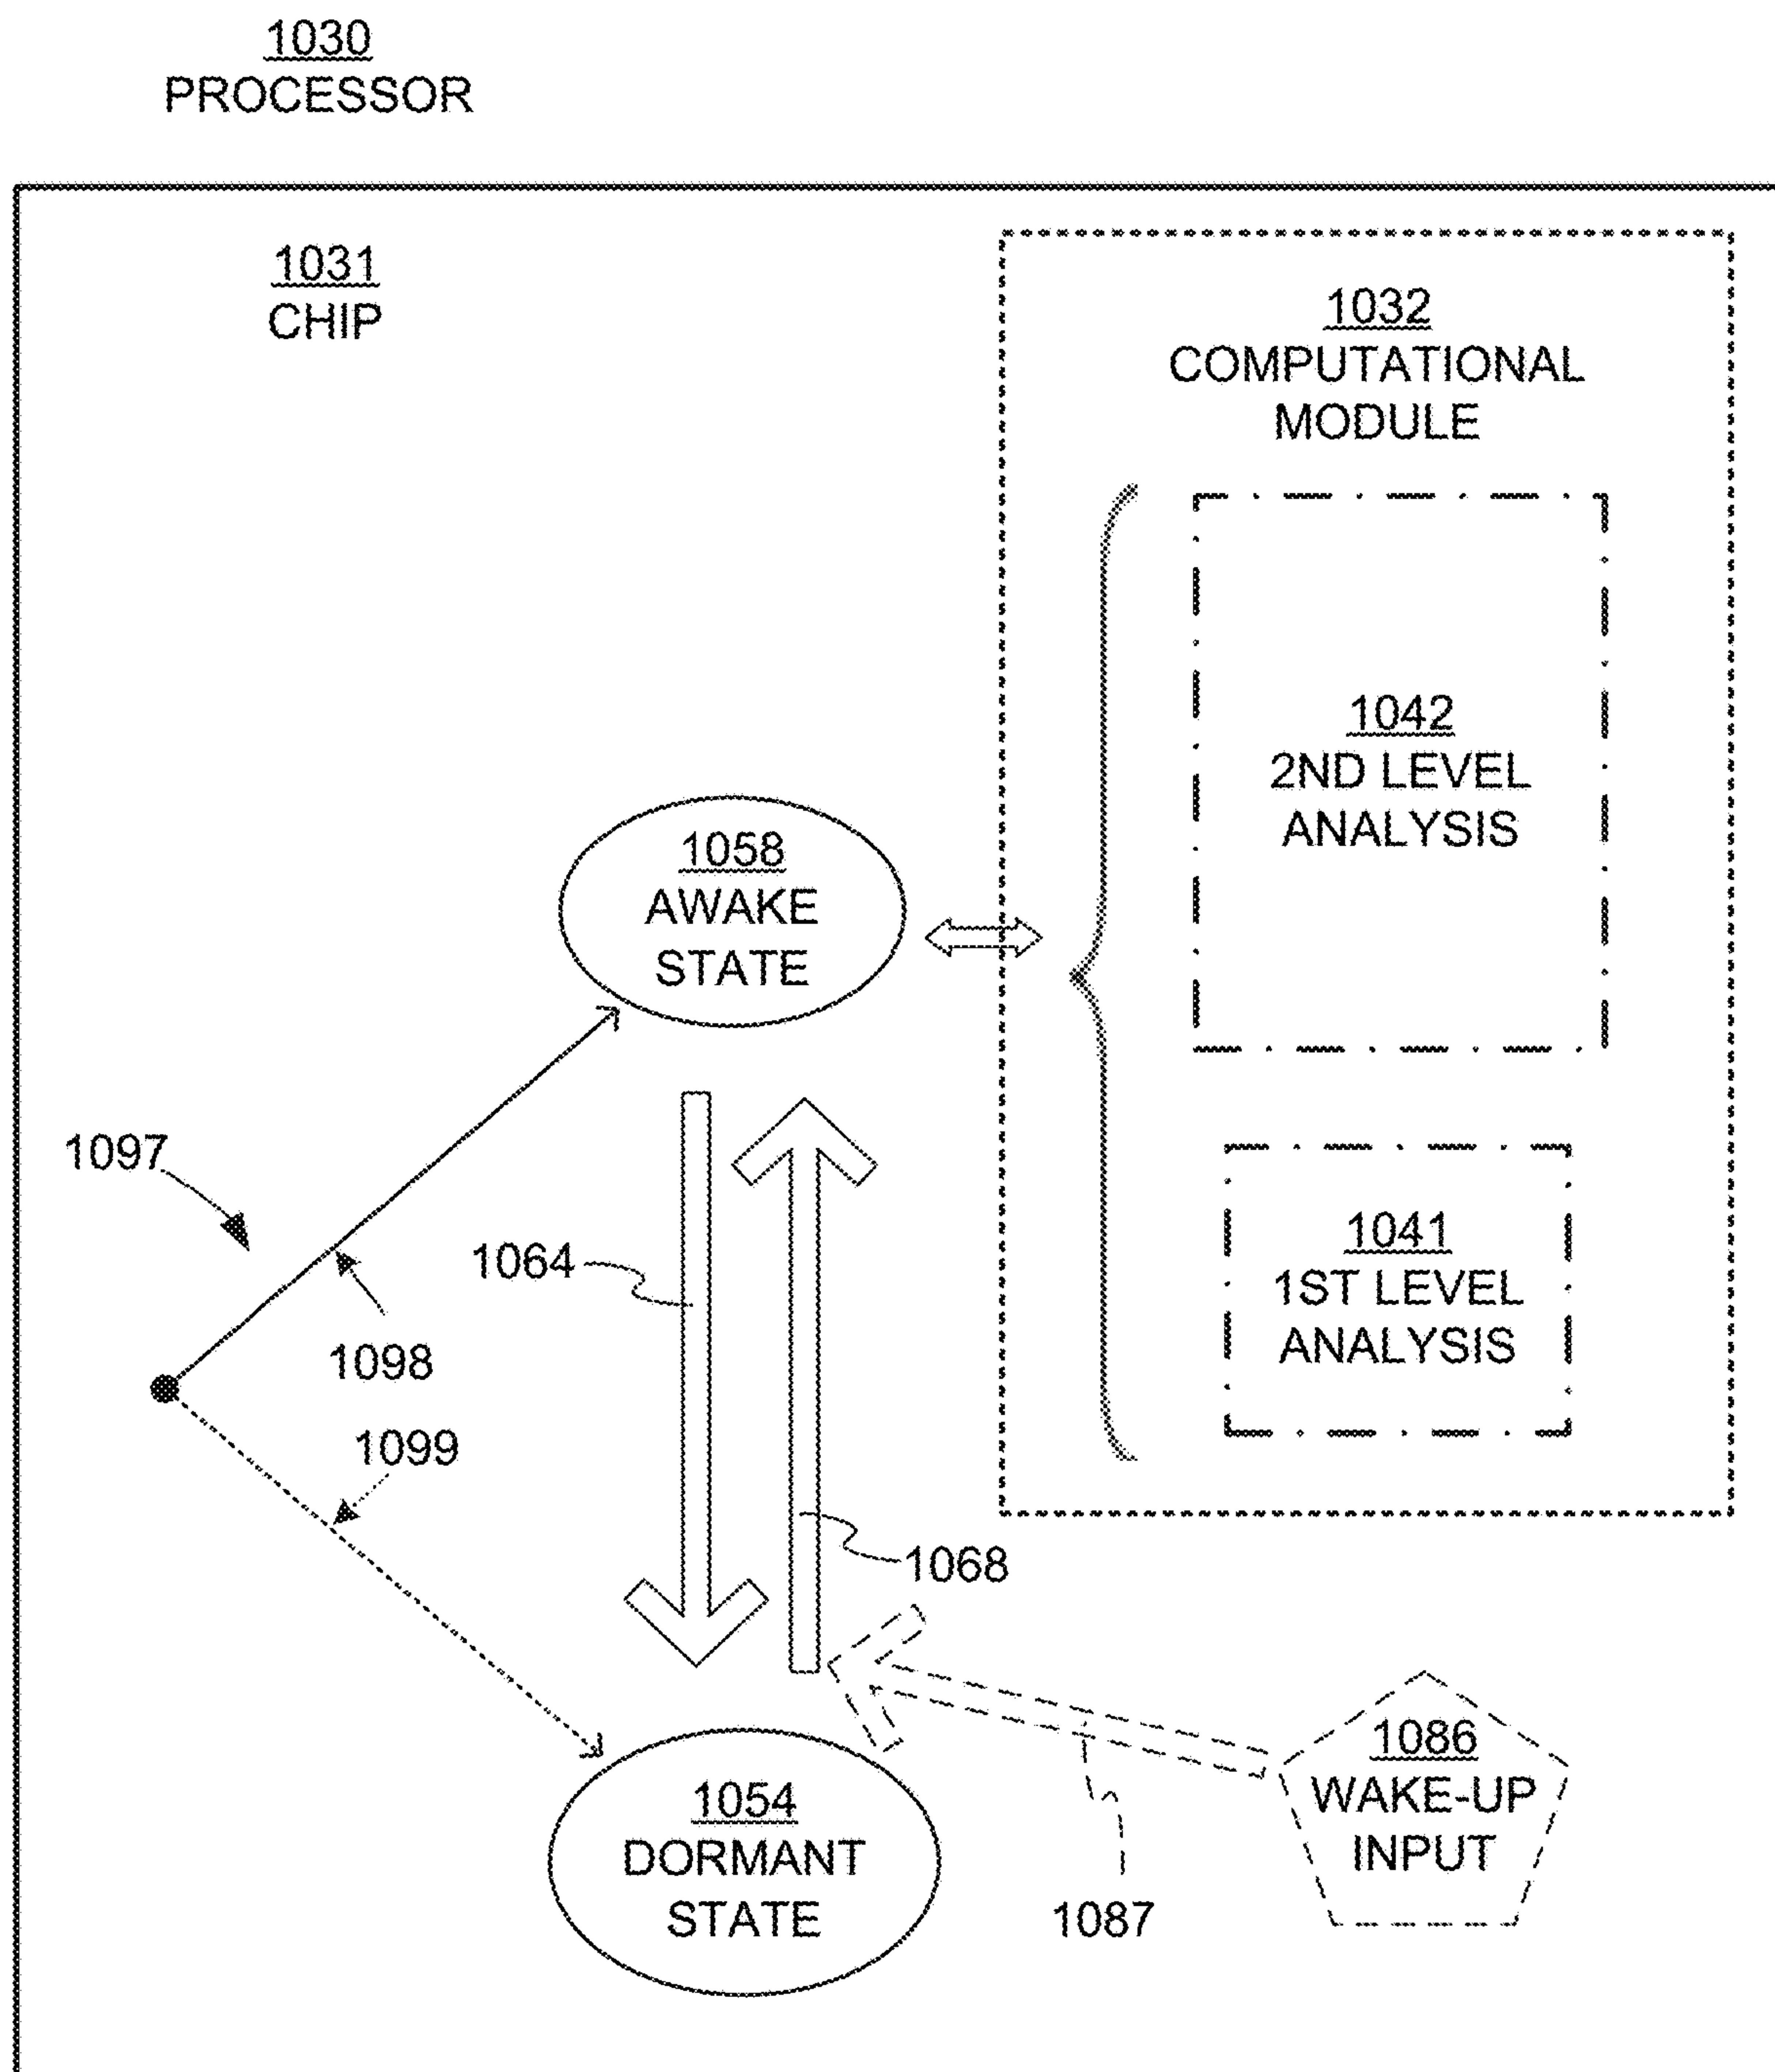 1030
PROCESSOR
1031
CHIP
1032
COMPUTATIONAL
MODULE
1042
2ND LEVEL
ANALYSIS
1058
AWAKE
STATE
1097
1064
1098
1041
1ST LEVEL
ANALYSIS
1099
1068
1086
WAKE-UP
INPUT
1054
DORMANT
STATE
1087